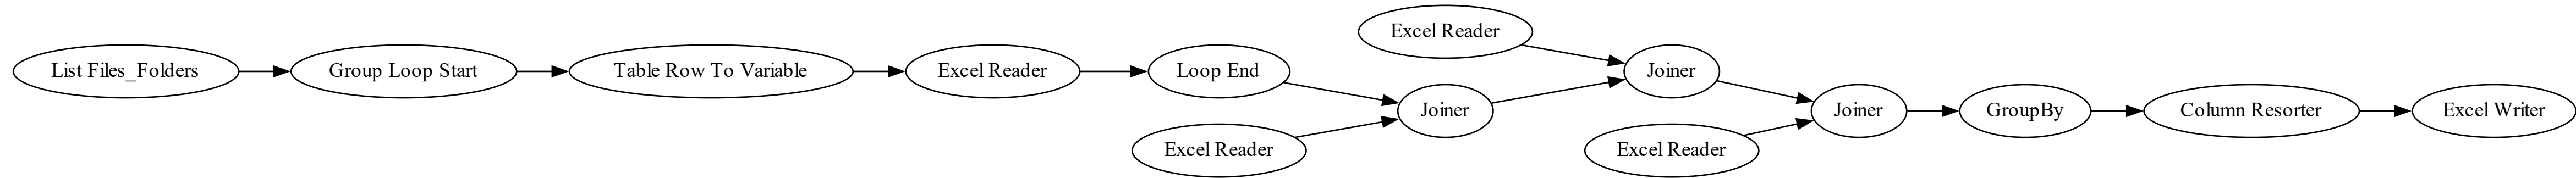 List Files_Folders
Group Loop Start
Table Row To Variable
Excel Reader
Loop End
Excel Reader
Joiner
Excel Reader
Joiner
Excel Reader
Joiner
GroupBy
Column Resorter
Excel Writer